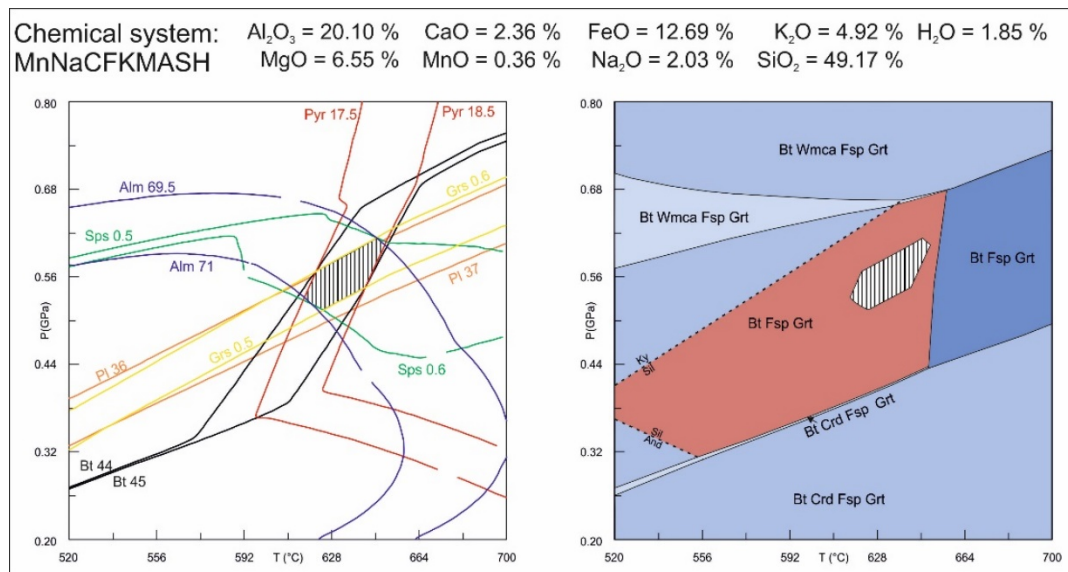 Chemical system: Al₂O₃ = 20.10 % CaO = 2.36 % FeO = 12.69 % K₂O = 4.92 % H₂O = 1.85 %
MnNaCFKMASH MgO = 6.55 % MnO = 0.36 % Na₂O = 2.03 % SiO₂ = 49.17 %
0.80
0.68
0.56
P(GPa)
0.44
0.32
0.20
520 556 592 T (°C) 628 664 700
Pyr 17.5
Pyr 18.5
Alm 69.5
Grs 0.6
Sps 0.5
Alm 71
Pl 37
Grs 0.5
Pl 36
Sps 0.6
Bt 44
Bt 45
0.80
0.68
0.56
P(GPa)
0.44
0.32
0.20
520 556 592 T (°C) 628 664 700
Bt Wmca Fsp Grt
Bt Wmca Fsp Grt
Bt Fsp Grt
Bt Fsp Grt
Ky
Sil
Sil
And
Bt Crd Fsp Grt
Bt Crd Fsp Grt